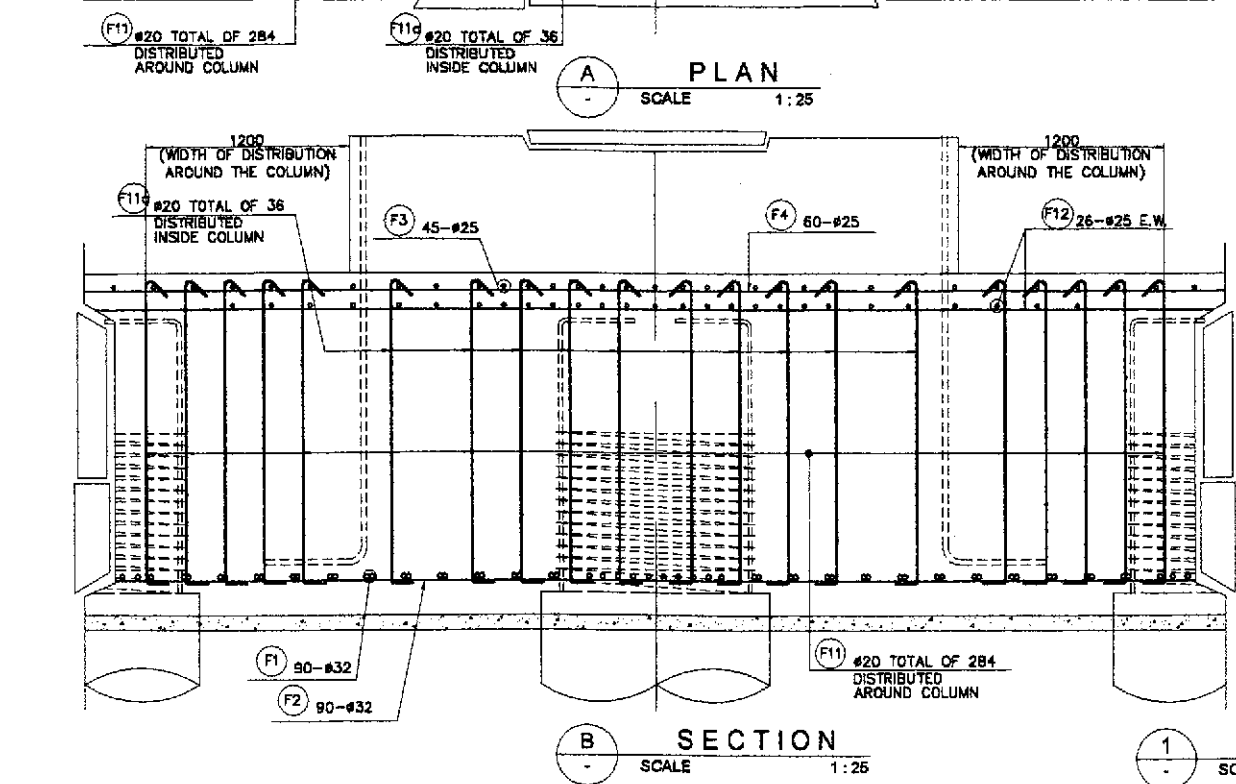 F11 ø20 TOTAL OF 284
DISTRIBUTED
AROUND COLUMN
F11a ø20 TOTAL OF 36
DISTRIBUTED
INSIDE COLUMN
A
-
PLAN
SCALE 1:25
1200
(WIDTH OF DISTRIBUTION
AROUND THE COLUMN)
1200
(WIDTH OF DISTRIBUTION
AROUND THE COLUMN)
F11a ø20 TOTAL OF 36
DISTRIBUTED
INSIDE COLUMN
F3 45-ø25
F4 60-ø25
F12 26-ø25 E.W.
F1 90-ø32
F2 90-ø32
F11 ø20 TOTAL OF 284
DISTRIBUTED
AROUND COLUMN
B
-
SECTION
SCALE 1:25
1
-
SC